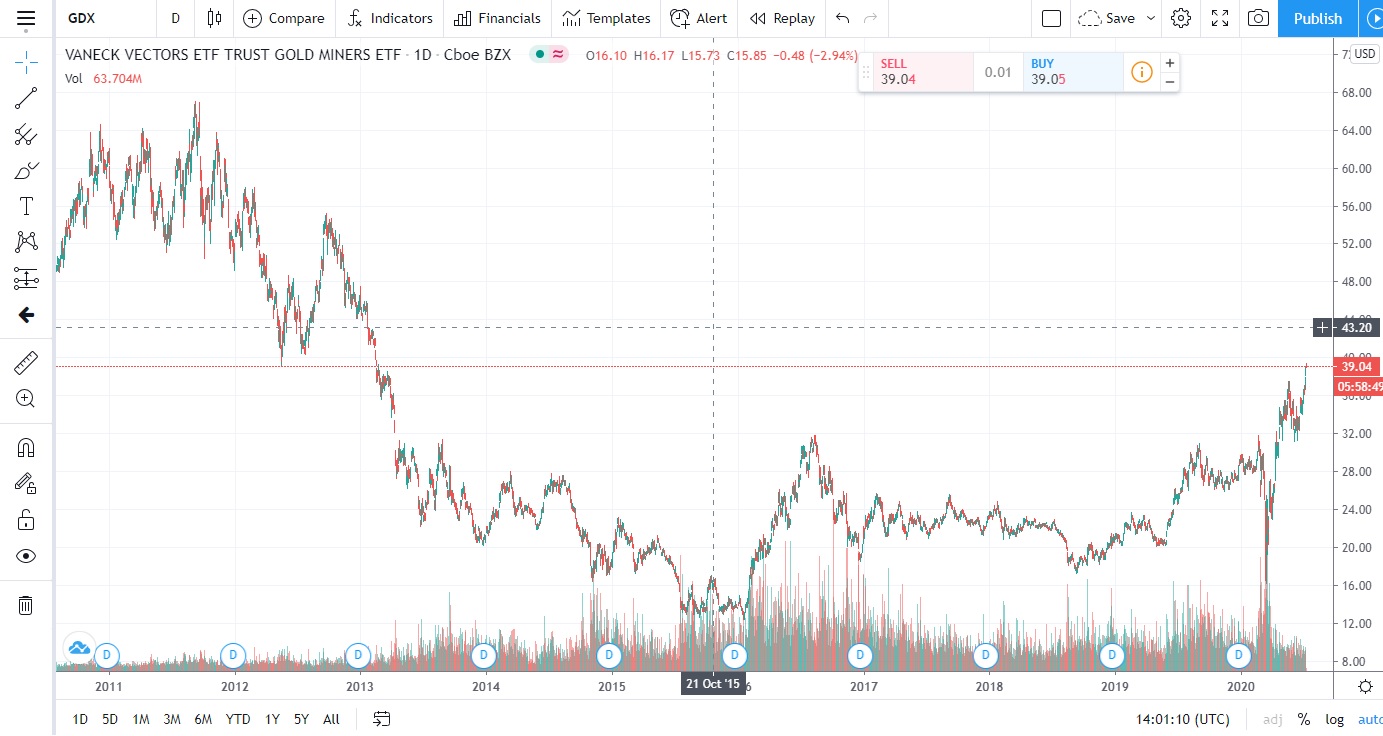 GDX D Compare Indicators Financials Templates Alert Replay Save Publish
VANECK VECTORS ETF TRUST GOLD MINERS ETF · 1D · Cboe BZX O16.10 H16.17 L15.73 C15.85 −0.48 (−2.94%)
Vol 63.704M
SELL
39.04
0.01
BUY
39.05
USD
68.00
64.00
60.00
56.00
52.00
48.00
43.20
39.04
05:58:49
32.00
28.00
24.00
20.00
16.00
12.00
8.00
D D D D D D D D D D
2011 2012 2013 2014 2015 21 Oct '15 2017 2018 2019 2020
1D 5D 1M 3M 6M YTD 1Y 5Y All 14:01:10 (UTC) adj % log auto